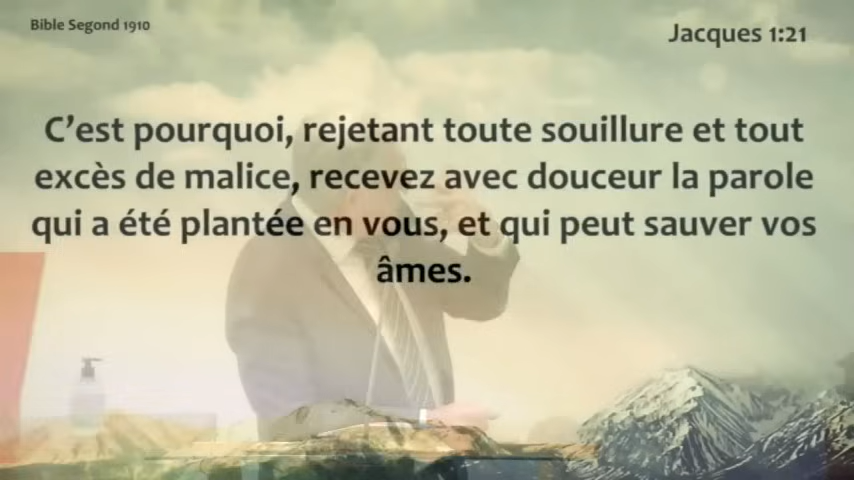 Bible Segond 1910
Jacques 1:21
C’est pourquoi, rejetant toute souillure et tout
excès de malice, recevez avec douceur la parole
qui a été plantée en vous, et qui peut sauver vos
âmes.